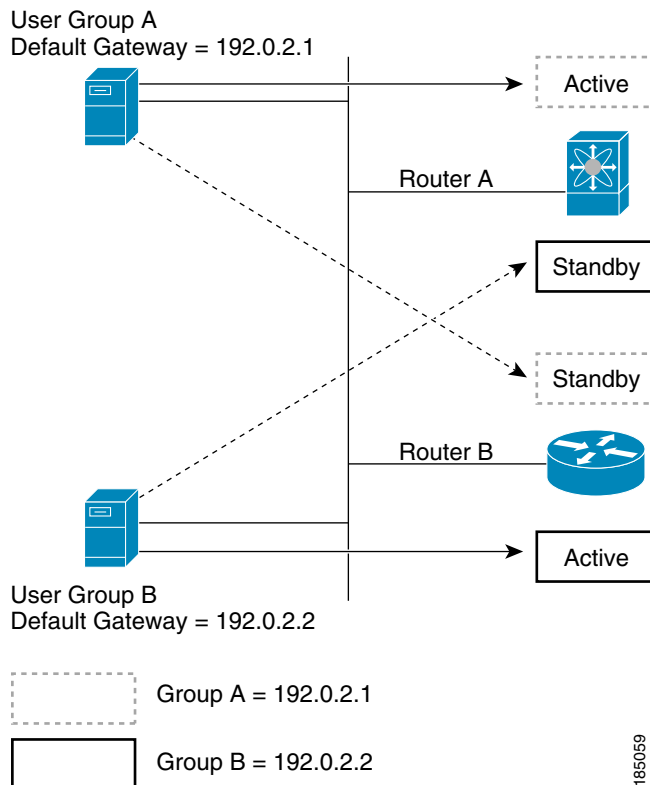 User Group A
Default Gateway = 192.0.2.1
Active
Router A
Standby
Standby
Router B
Active
User Group B
Default Gateway = 192.0.2.2
Group A = 192.0.2.1
Group B = 192.0.2.2
185059